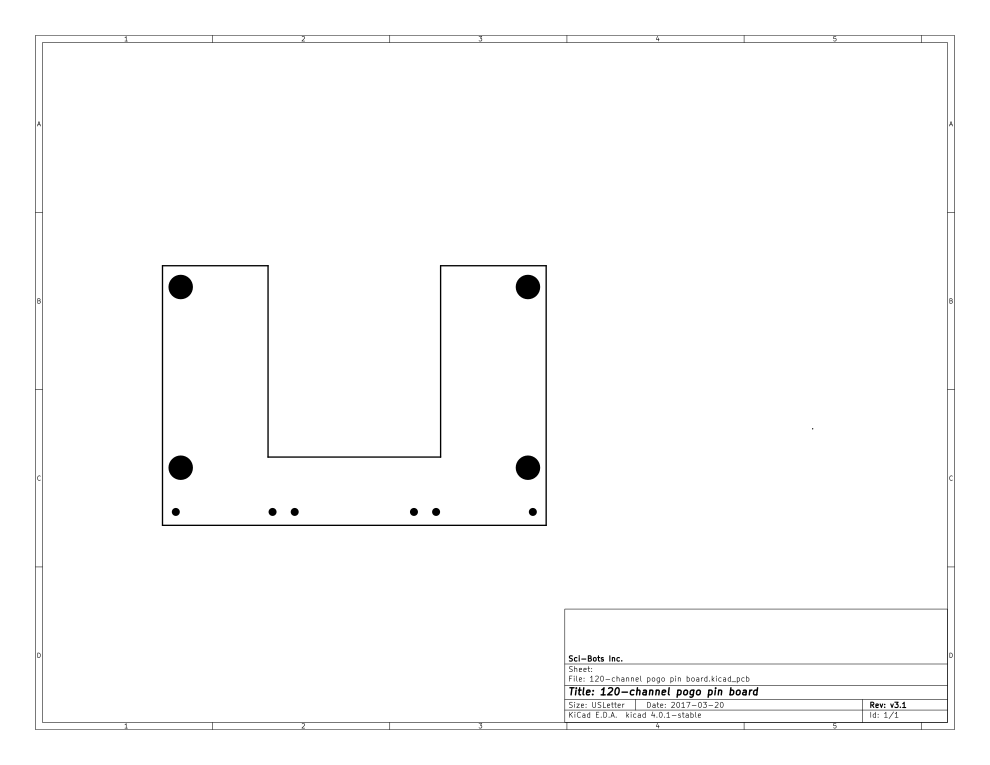 1 2 3 4 5
A A
B B
C C
D D
Sci-Bots Inc.
Sheet:
File: 120-channel pogo pin board.kicad_pcb
Title: 120-channel pogo pin board
Size: USLetter Date: 2017-03-20 Rev: v3.1
KiCad E.D.A. kicad 4.0.1-stable Id: 1/1
1 2 3 4 5